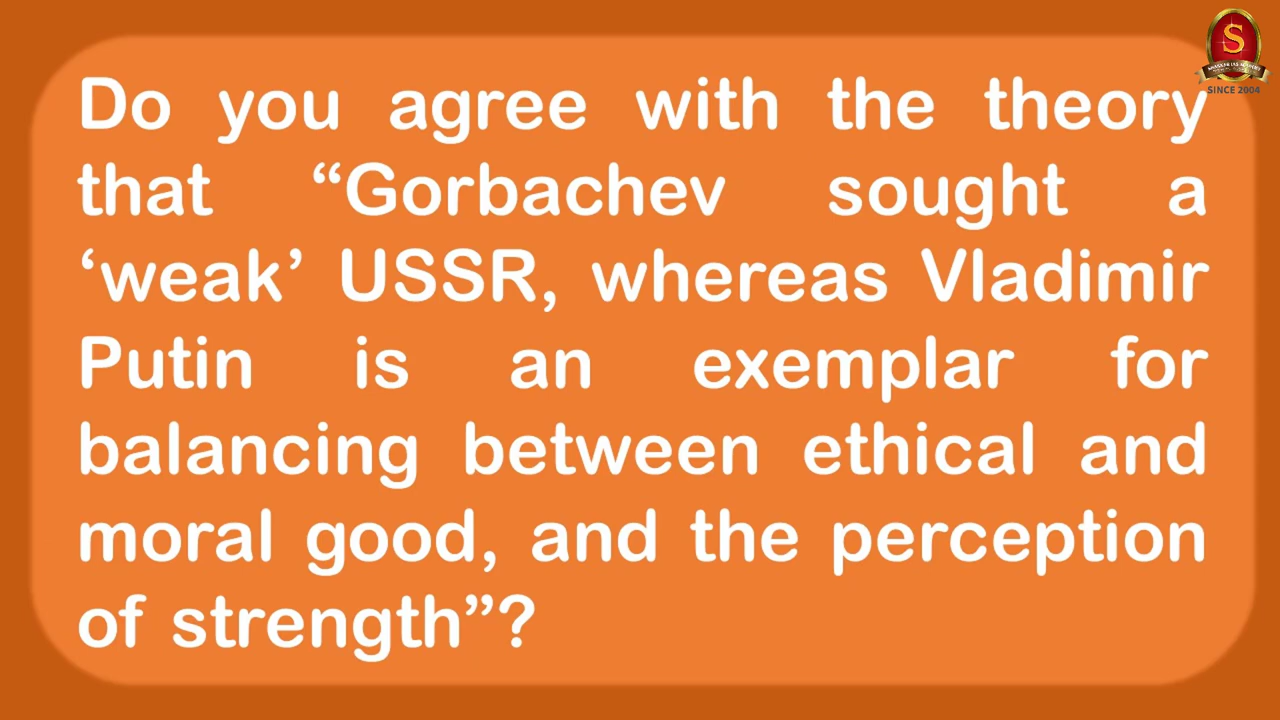 Do you agree with the theory
that “Gorbachev sought a
‘weak’ USSR, whereas Vladimir
Putin is an exemplar for
balancing between ethical and
moral good, and the perception
of strength”?
S
SINCE 2004